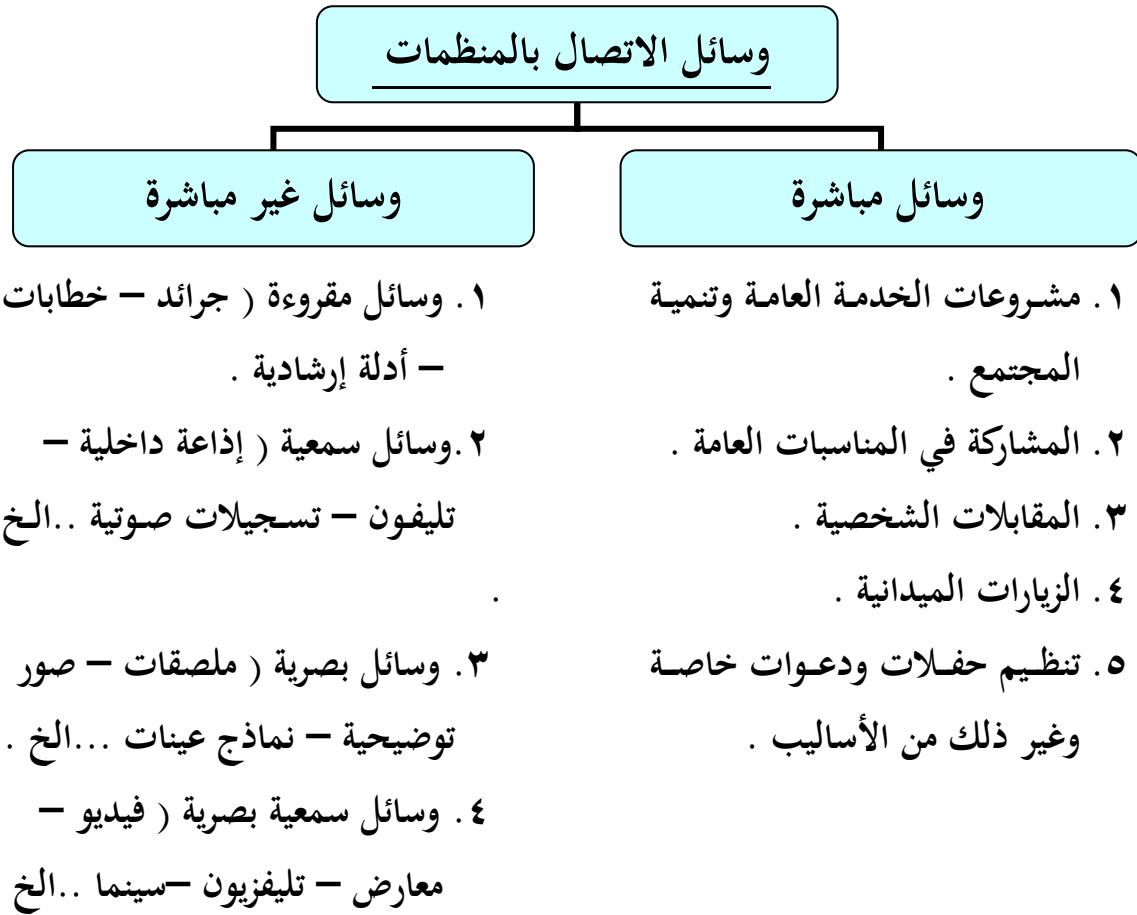 وسائل الاتصال بالمنظمات
وسائل مباشرة
١. مشروعات الخدمة العامة وتنمية
المجتمع .
٢. المشاركة في المناسبات العامة .
٣. المقابلات الشخصية .
٤. الزيارات الميدانية .
٥. تنظيم حفلات ودعوات خاصة
وغير ذلك من الأساليب .
وسائل غير مباشرة
١. وسائل مقروءة ( جرائد – خطابات
– أدلة إرشادية .
٢.وسائل سمعية ( إذاعة داخلية –
تليفون – تسجيلات صوتية ..الخ
.
٣. وسائل بصرية ( ملصقات – صور
توضيحية – نماذج عينات ...الخ .
٤. وسائل سمعية بصرية ( فيديو –
معارض – تليفزيون –سينما ..الخ